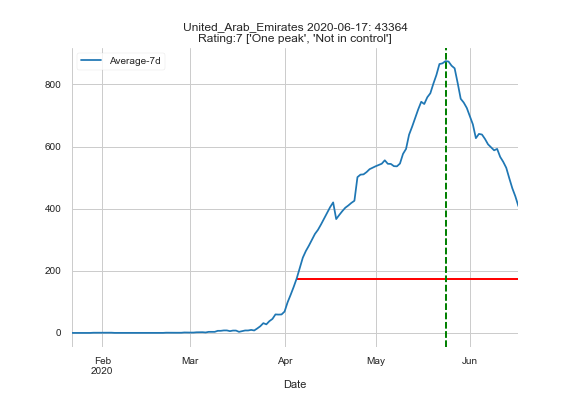 United_Arab_Emirates 2020-06-17: 43364
Rating:7 ['One peak', 'Not in control']
Average-7d
800
600
400
200
0
Feb
2020
Mar
Apr
May
Jun
Date